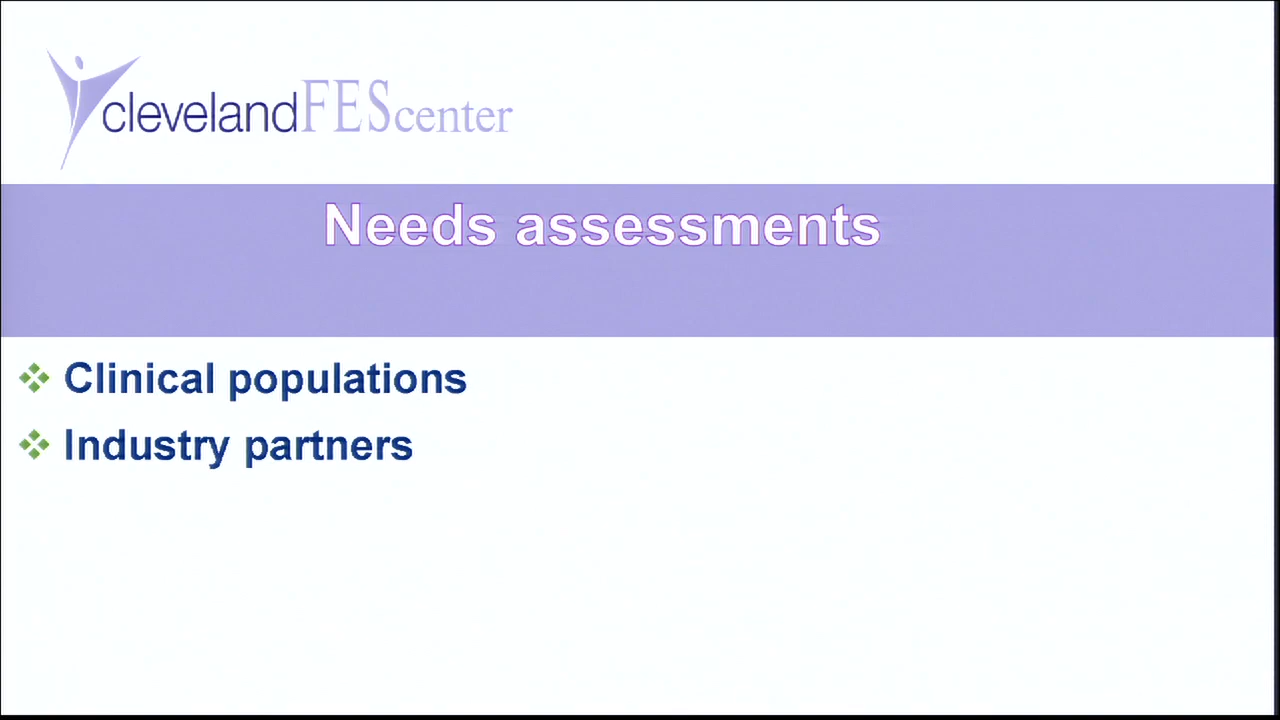 clevelandFEScenter
Needs assessments
Clinical populations
Industry partners